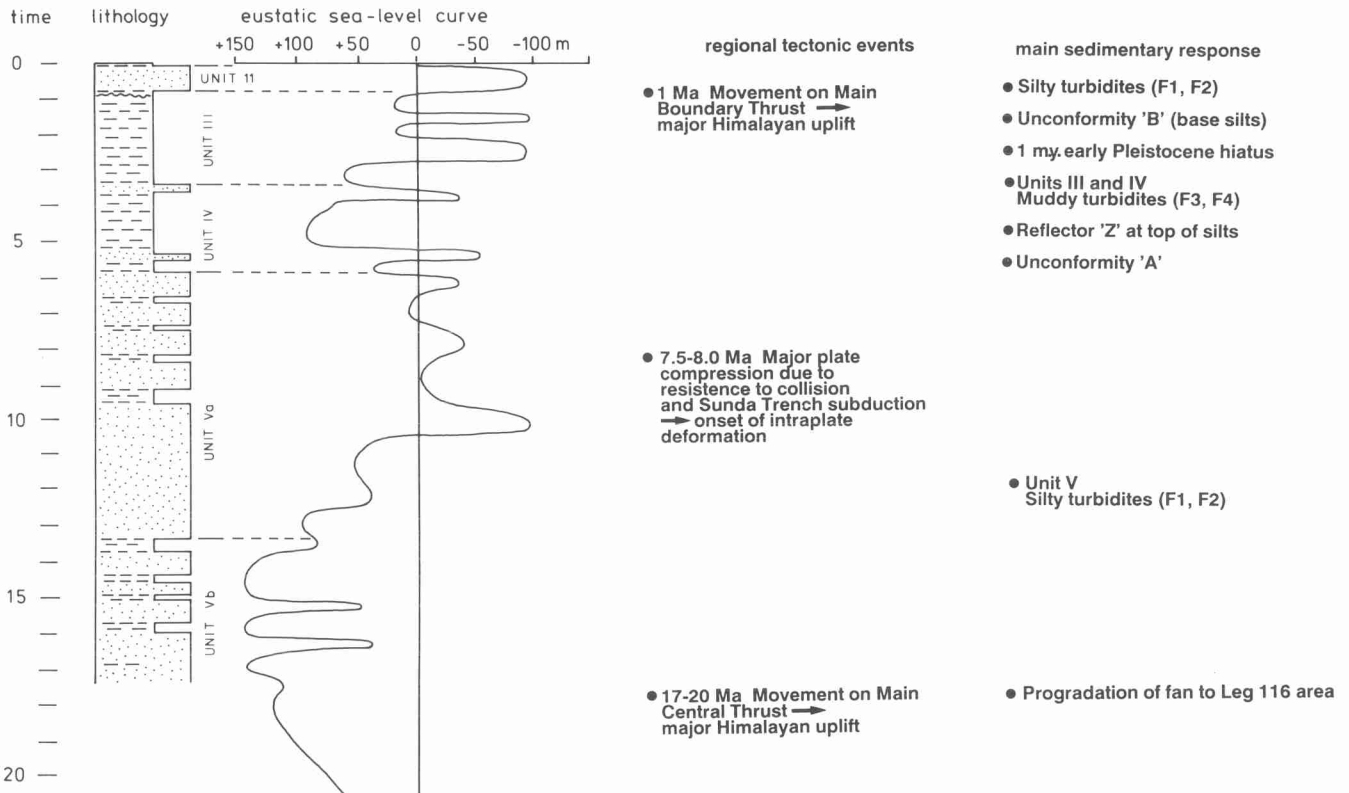 time
lithology
eustatic sea-level curve
+150
+100
+50
0
-50
-100 m
regional tectonic events
main sedimentary response
0
5
10
15
20
UNIT 11
UNIT III
UNIT IV
UNIT Va
UNIT Vb
● 1 Ma Movement on Main
Boundary Thrust →
major Himalayan uplift
● 7.5-8.0 Ma Major plate
compression due to
resistence to collision
and Sunda Trench subduction
→ onset of intraplate
deformation
● 17-20 Ma Movement on Main
Central Thrust →
major Himalayan uplift
● Silty turbidites (F1, F2)
● Unconformity 'B' (base silts)
● 1 my. early Pleistocene hiatus
● Units III and IV
Muddy turbidites (F3, F4)
● Reflector 'Z' at top of silts
● Unconformity 'A'
● Unit V
Silty turbidites (F1, F2)
● Progradation of fan to Leg 116 area